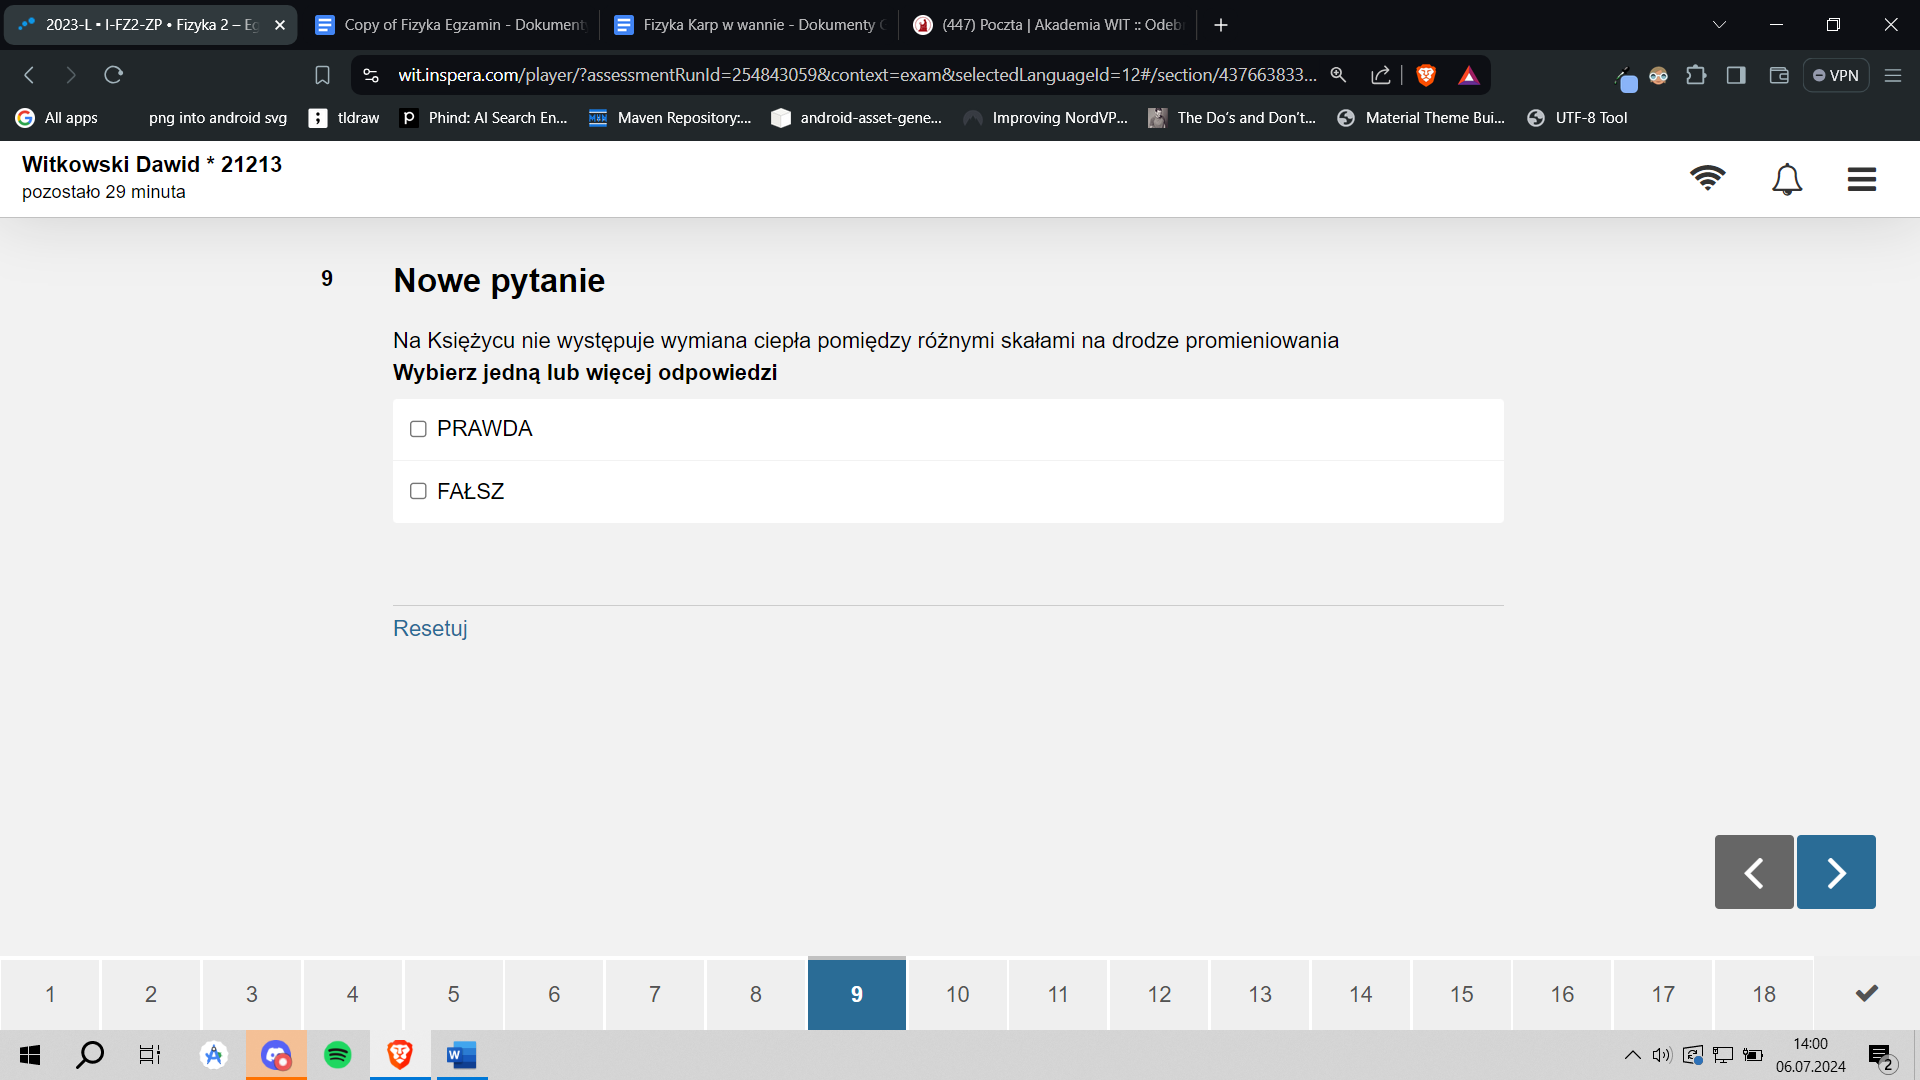 2023-L • I-FZ2-ZP • Fizyka 2 – Eg
Copy of Fizyka Egzamin - Dokument
Fizyka Karp w wannie - Dokumenty
(447) Poczta | Akademia WIT :: Odeb
wit.inspera.com/player/?assessmentRunId=254843059&context=exam&selectedLanguageId=12#/section/437663833...
VPN
All apps
png into android svg
tldraw
Phind: AI Search En...
Maven Repository:...
android-asset-gene...
Improving NordVP...
The Do's and Don't...
Material Theme Bui...
UTF-8 Tool
Witkowski Dawid * 21213
pozostało 29 minuta
9
Nowe pytanie
Na Księżycu nie występuje wymiana ciepła pomiędzy różnymi skałami na drodze promieniowania
Wybierz jedną lub więcej odpowiedzi
PRAWDA
FAŁSZ
Resetuj
1 2 3 4 5 6 7 8 9 10 11 12 13 14 15 16 17 18
14:00
06.07.2024
2